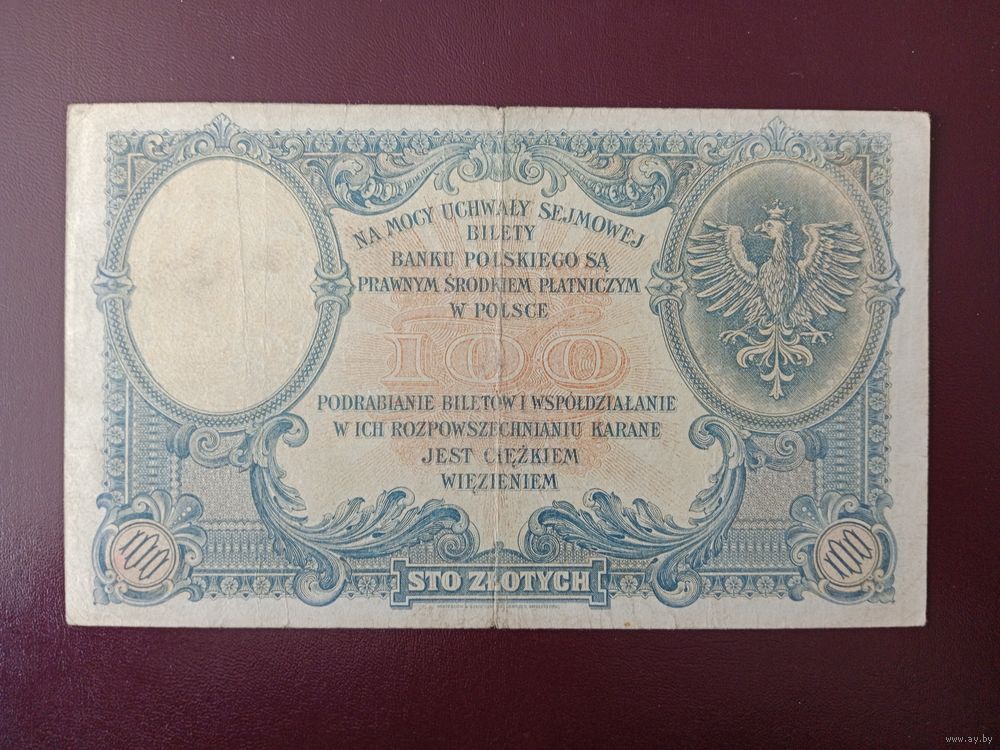 NA MOCY UCHWAŁY SEJMOWEJ
BILETY
BANKU POLSKIEGO SĄ
PRAWNYM ŚRODKIEM PŁATNICZYM
W POLSCE
100
PODRABIANIE BILETÓW I WSPÓŁDZIAŁANIE
W ICH ROZPOWSZECHNIANIU KARANE
JEST CIĘŻKIEM
WIĘZIENIEM
100
100
STO ZŁOTYCH
www.ay.by